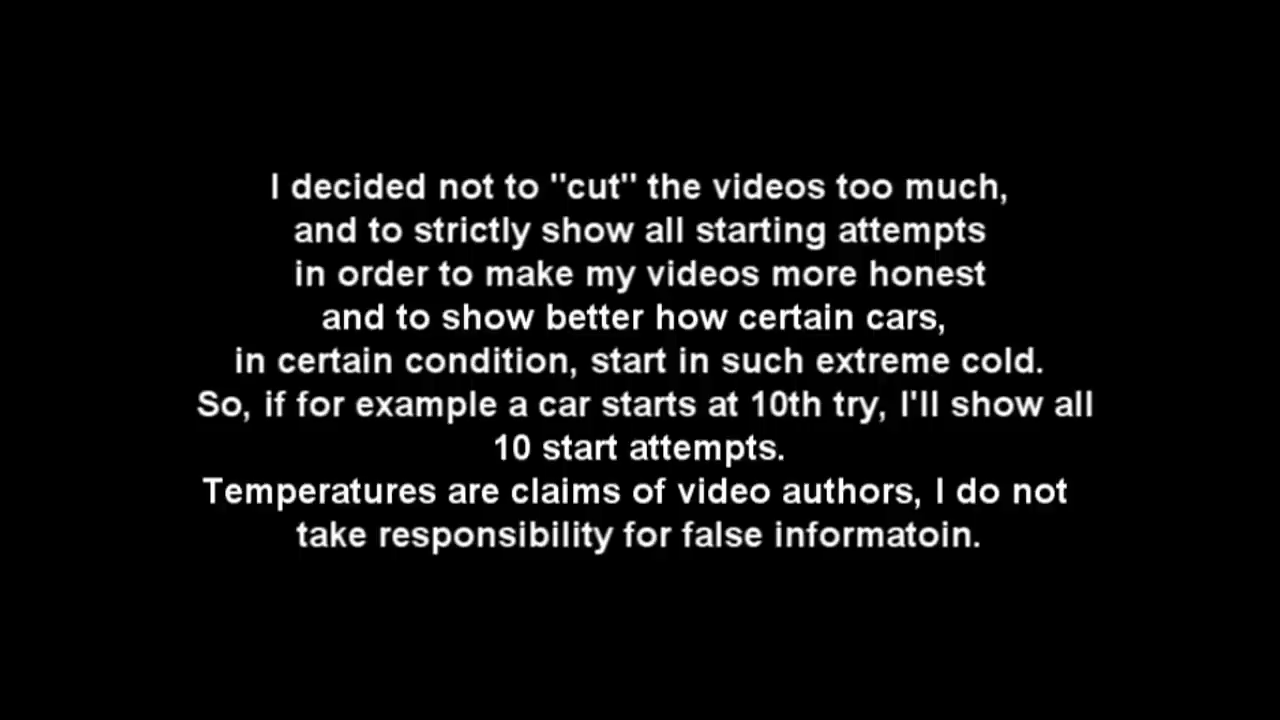 I decided not to "cut" the videos too much,
and to strictly show all starting attempts
in order to make my videos more honest
and to show better how certain cars,
in certain condition, start in such extreme cold.
So, if for example a car starts at 10th try, I'll show all
10 start attempts.
Temperatures are claims of video authors, I do not
take responsibility for false informatoin.